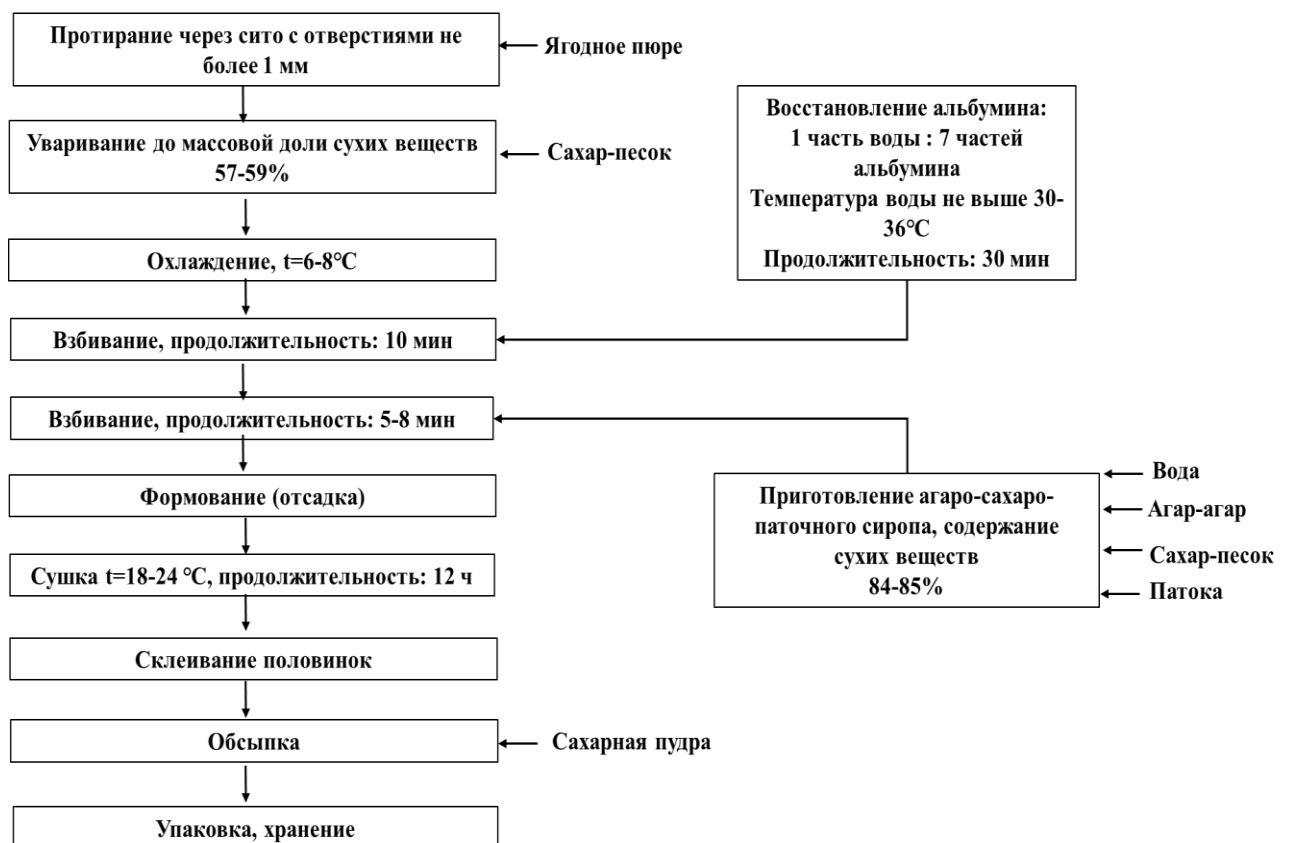 Протирание через сито с отверстиями не
более 1 мм
Ягодное пюре
Уваривание до массовой доли сухих веществ
57-59%
Сахар-песок
Восстановление альбумина:
1 часть воды : 7 частей
альбумина
Температура воды не выше 30-
36°С
Продолжительность: 30 мин
Охлаждение, t=6-8°С
Взбивание, продолжительность: 10 мин
Взбивание, продолжительность: 5-8 мин
Приготовление агаро-сахаро-
паточного сиропа, содержание
сухих веществ
84-85%
Вода
Агар-агар
Сахар-песок
Патока
Формование (отсадка)
Сушка t=18-24 °С, продолжительность: 12 ч
Склеивание половинок
Обсыпка
Сахарная пудра
Упаковка, хранение